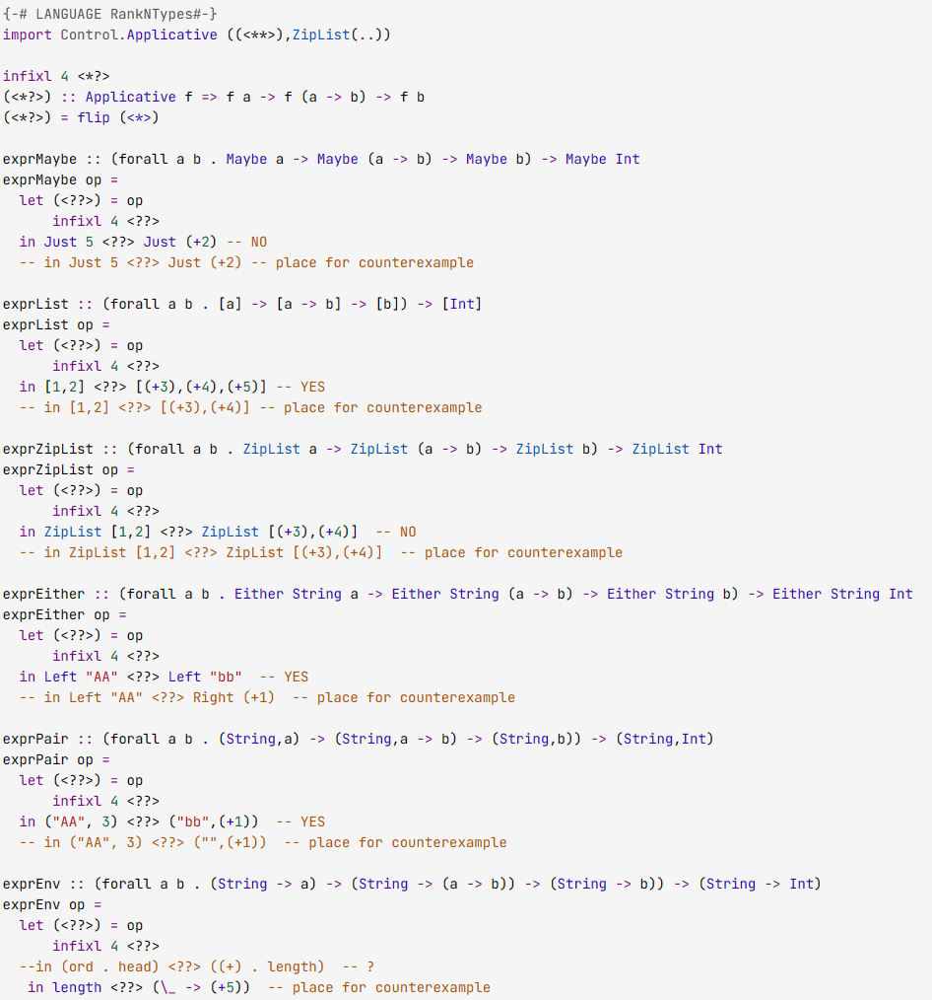 {-# LANGUAGE RankNTypes#-}
import Control.Applicative ((<**>),ZipList(..))

infixl 4 <*?>
(<*?>) :: Applicative f => f a -> f (a -> b) -> f b
(<*?>) = flip (<*>)

exprMaybe :: (forall a b . Maybe a -> Maybe (a -> b) -> Maybe b) -> Maybe Int
exprMaybe op =
  let (<??>) = op
      infixl 4 <??>
  in Just 5 <??> Just (+2) -- NO
  -- in Just 5 <??> Just (+2) -- place for counterexample

exprList :: (forall a b . [a] -> [a -> b] -> [b]) -> [Int]
exprList op =
  let (<??>) = op
      infixl 4 <??>
  in [1,2] <??> [(+3),(+4),(+5)] -- YES
  -- in [1,2] <??> [(+3),(+4)] -- place for counterexample

exprZipList :: (forall a b . ZipList a -> ZipList (a -> b) -> ZipList b) -> ZipList Int
exprZipList op =
  let (<??>) = op
      infixl 4 <??>
  in ZipList [1,2] <??> ZipList [(+3),(+4)]  -- NO
  -- in ZipList [1,2] <??> ZipList [(+3),(+4)]  -- place for counterexample

exprEither :: (forall a b . Either String a -> Either String (a -> b) -> Either String b) -> Either String Int
exprEither op =
  let (<??>) = op
      infixl 4 <??>
  in Left "AA" <??> Left "bb"  -- YES
  -- in Left "AA" <??> Right (+1)  -- place for counterexample

exprPair :: (forall a b . (String,a) -> (String,a -> b) -> (String,b)) -> (String,Int)
exprPair op =
  let (<??>) = op
      infixl 4 <??>
  in ("AA", 3) <??> ("bb",(+1))  -- YES
  -- in ("AA", 3) <??> ("",(+1))  -- place for counterexample

exprEnv :: (forall a b . (String -> a) -> (String -> (a -> b)) -> (String -> b)) -> (String -> Int)
exprEnv op =
  let (<??>) = op
      infixl 4 <??>
  --in (ord . head) <??> ((+) . length)  -- ?
   in length <??> (\_ -> (+5))  -- place for counterexample